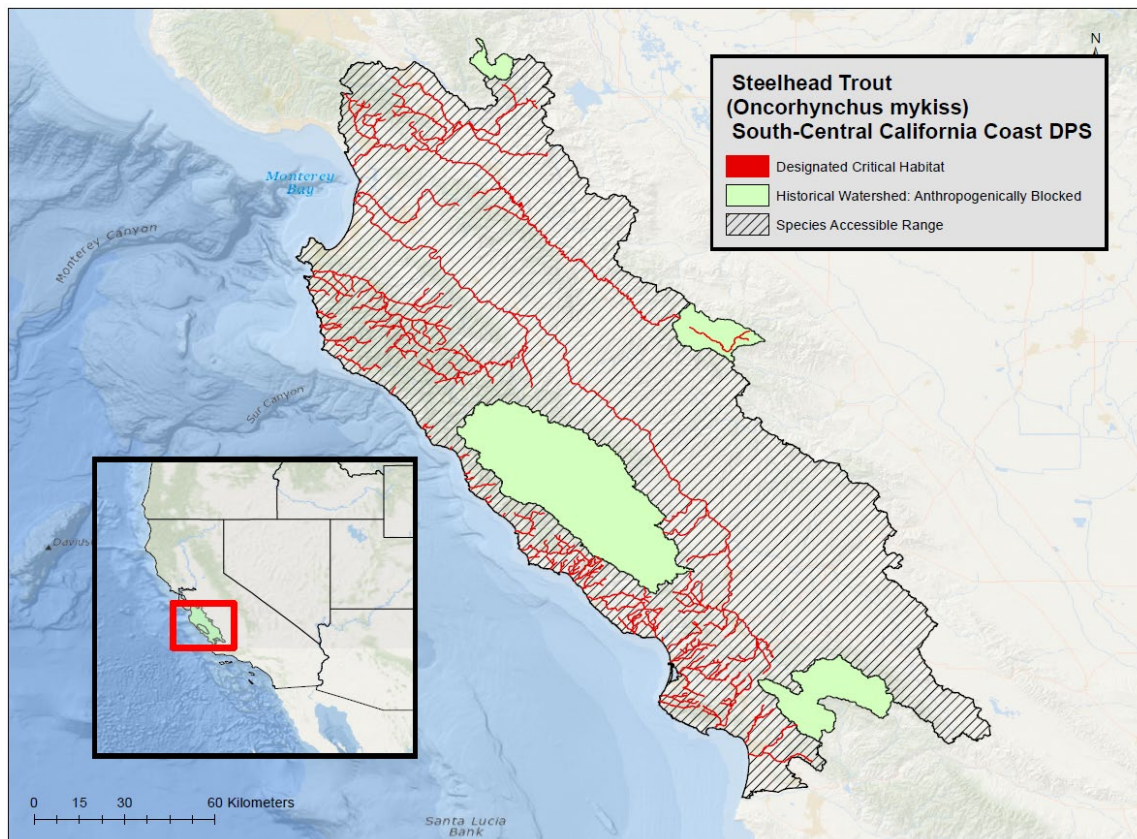 N
Steelhead Trout
(Oncorhynchus mykiss)
South-Central California Coast DPS
Designated Critical Habitat
Historical Watershed: Anthropogenically Blocked
Species Accessible Range
Monterey
Bay
Monterey Canyon
Sur Canyon
0 15 30 60 Kilometers
Santa Lucia
Bank